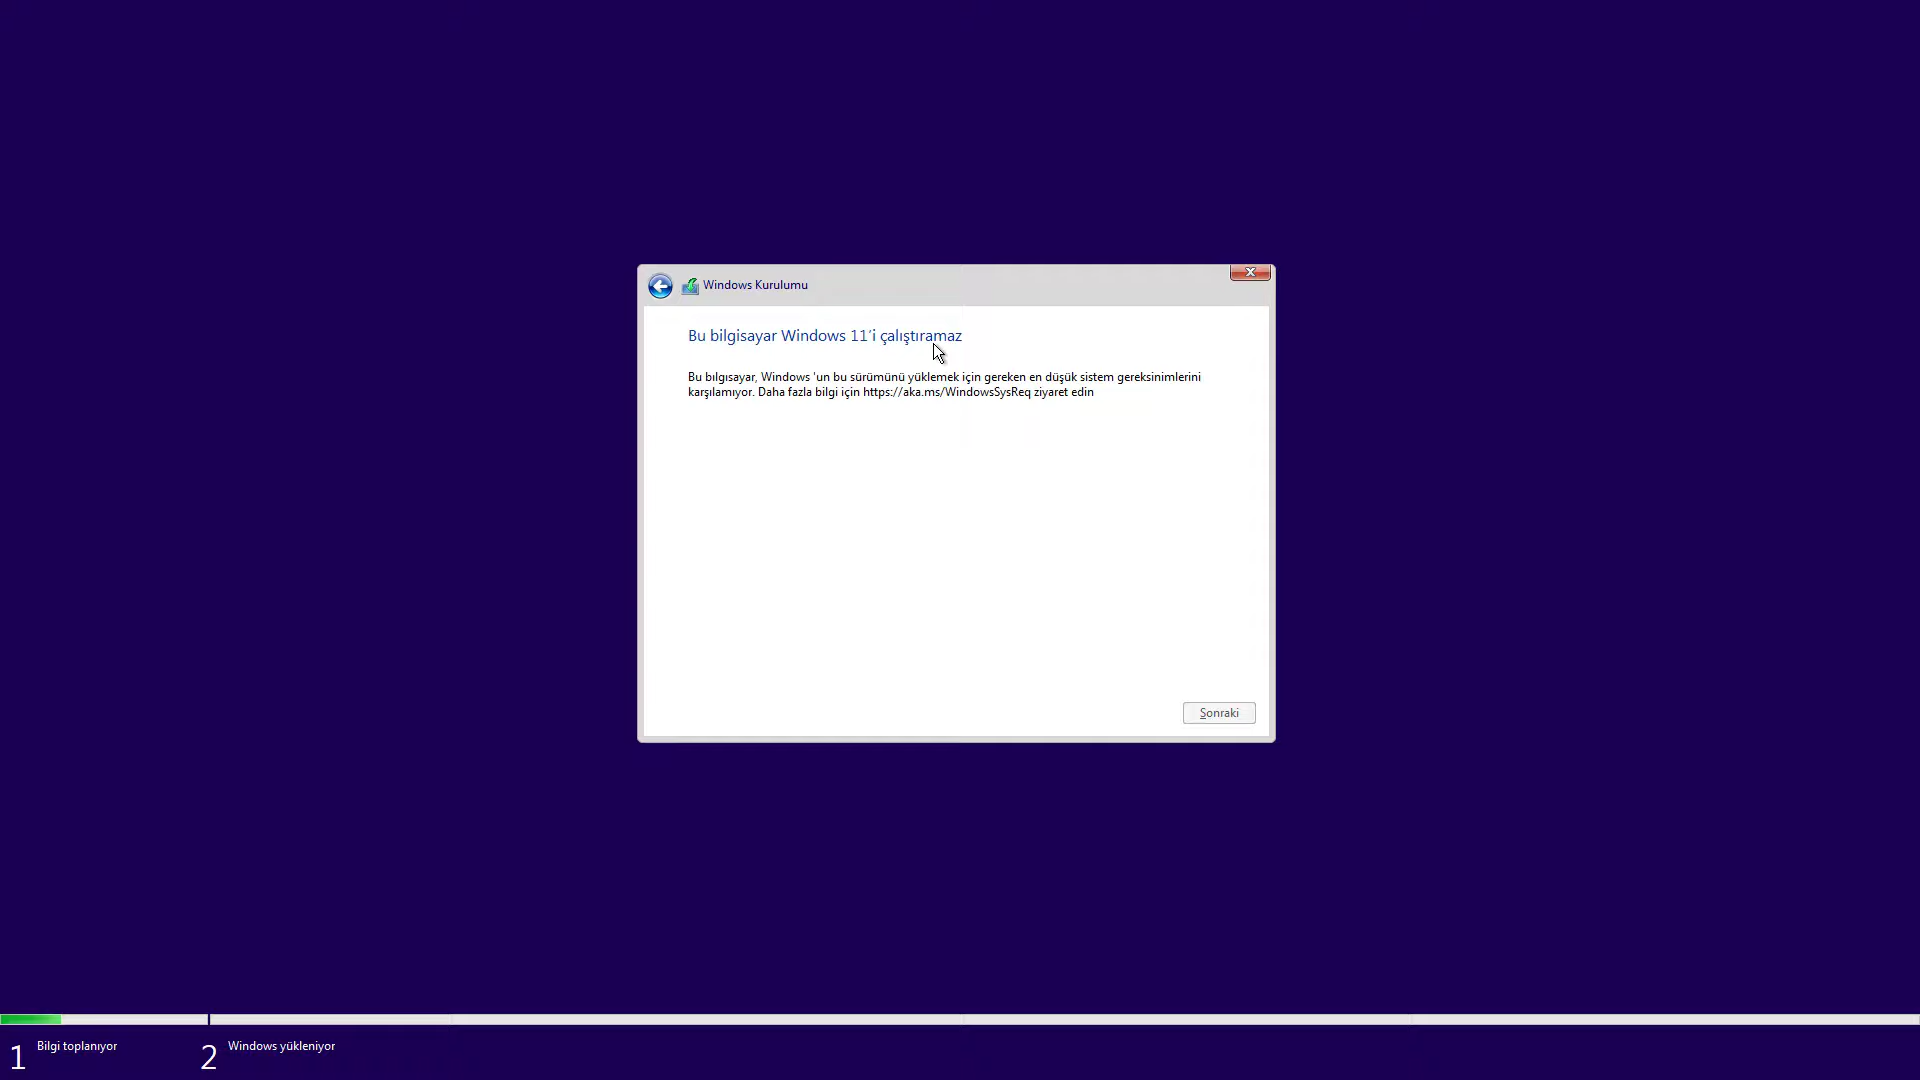 Windows Kurulumu
Bu bilgisayar Windows 11'i çalıştıramaz
Bu bilgisayar, Windows 'un bu sürümünü yüklemek için gereken en düşük sistem gereksinimlerini
karşılamıyor. Daha fazla bilgi için https://aka.ms/WindowsSysReq ziyaret edin
Sonraki
1 Bilgi toplanıyor
2 Windows yükleniyor